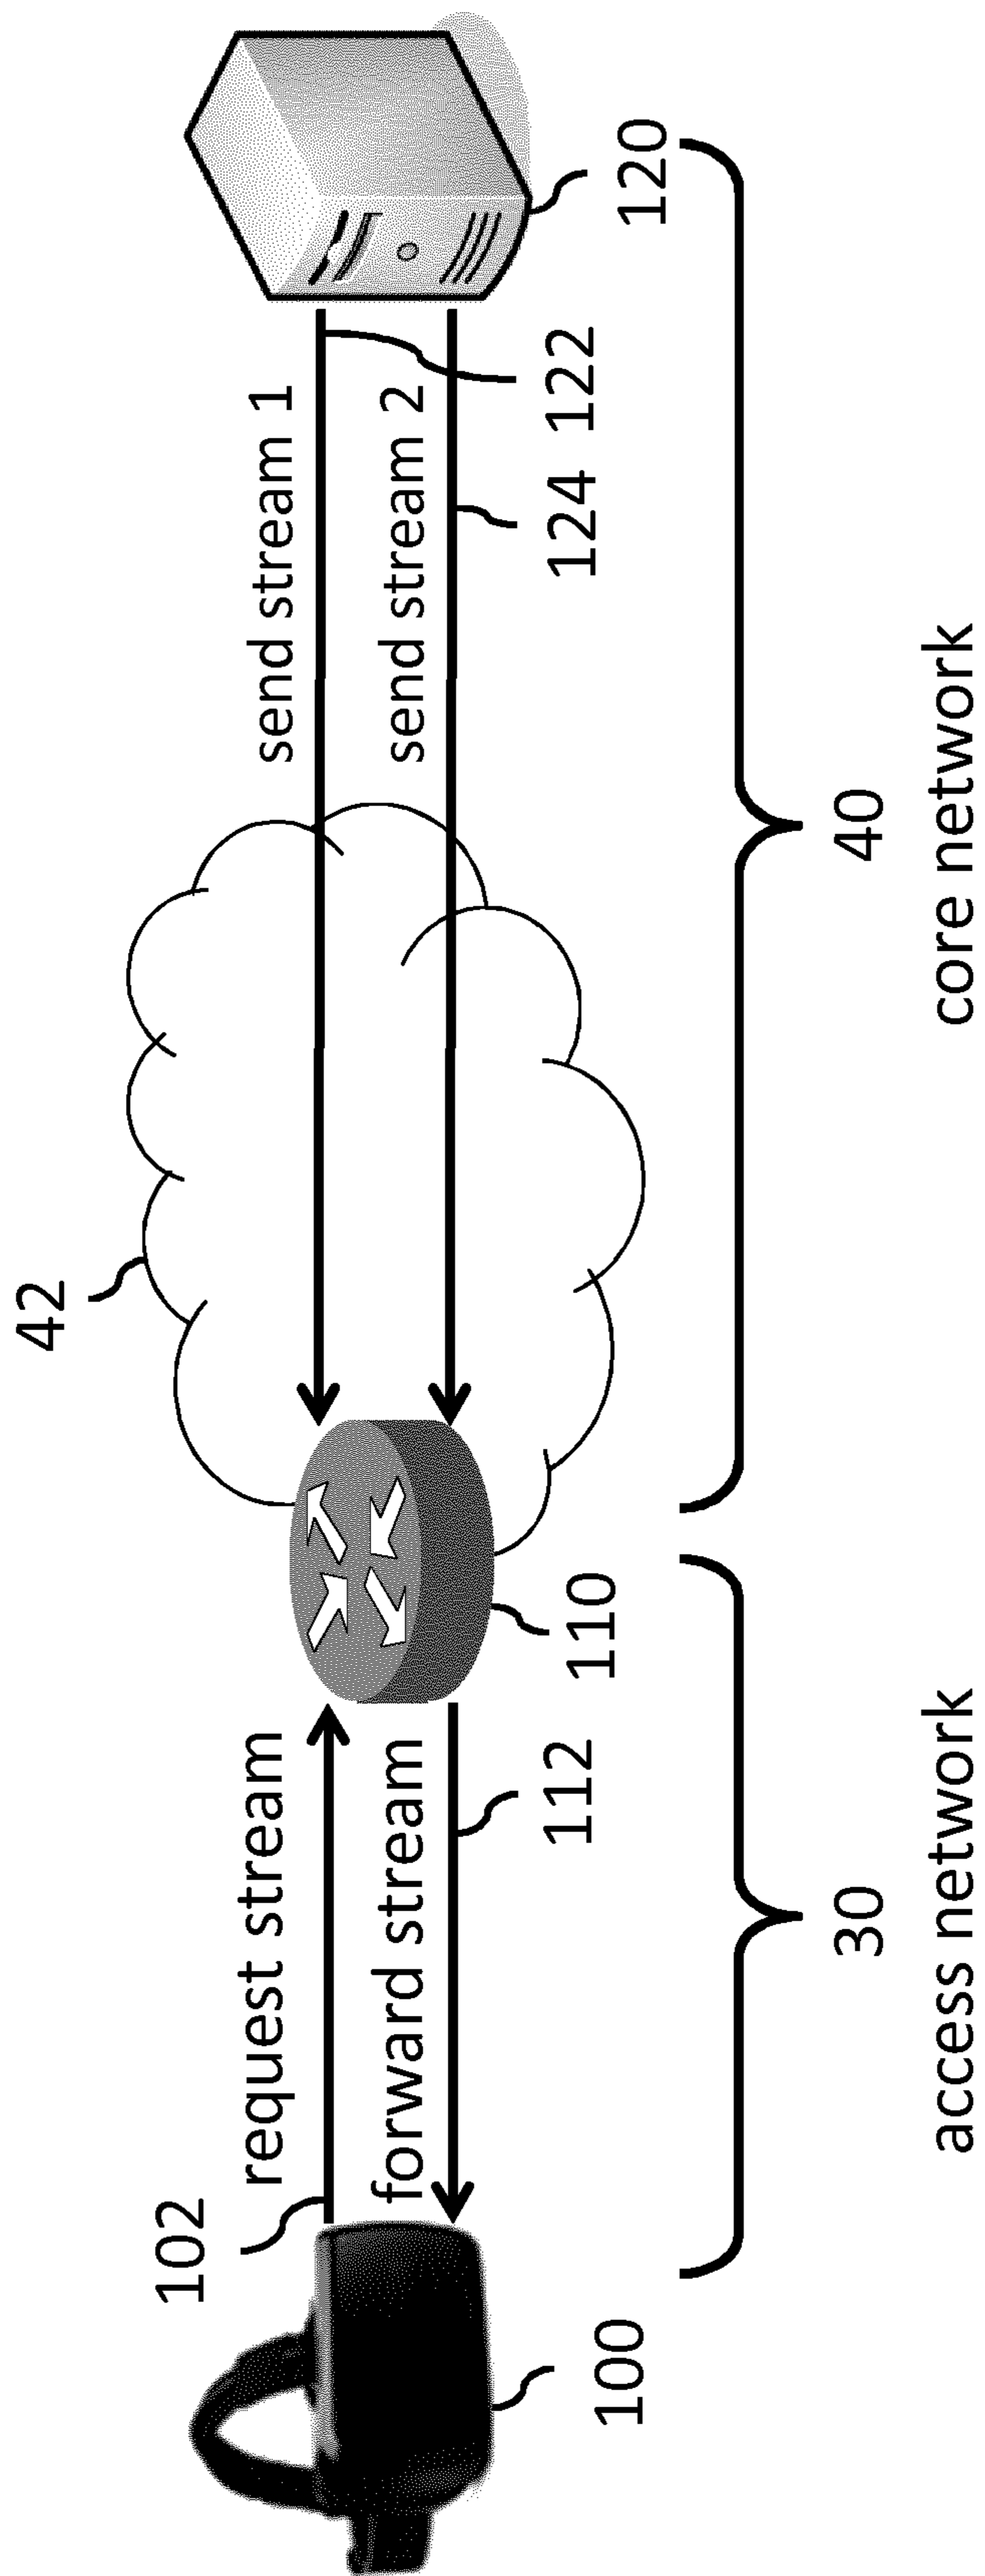 42
102
request stream
send stream 1
forward stream
send stream 2
100
112
110
124
122
120
30
40
access network
core network